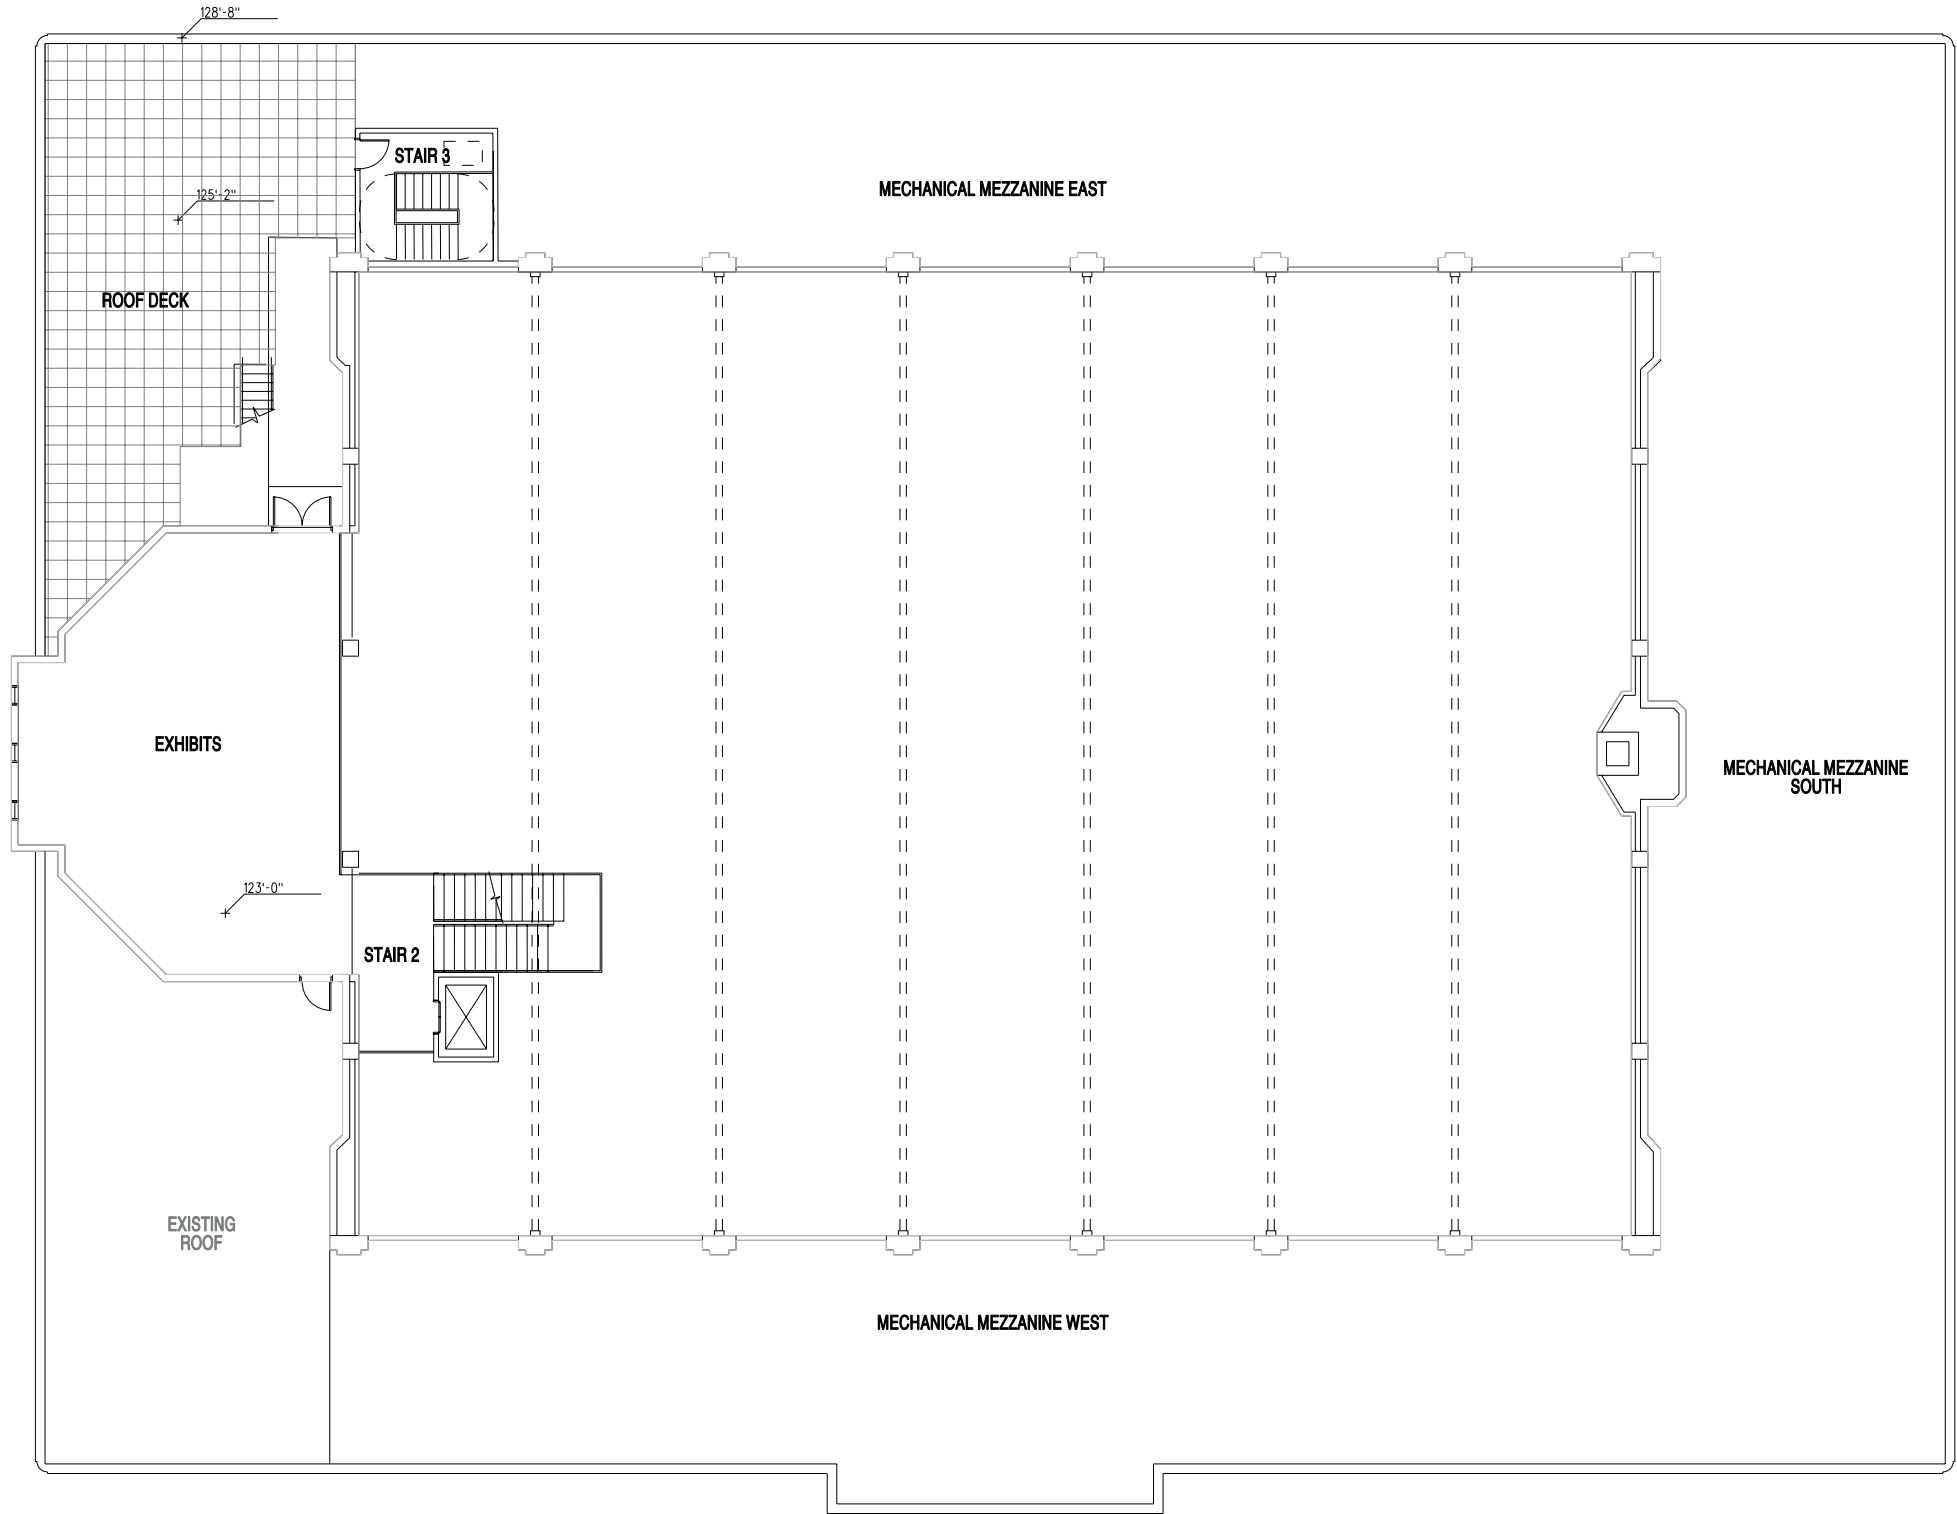 128'-8"
STAIR 3
MECHANICAL MEZZANINE EAST
125'-2"
ROOF DECK
EXHIBITS
MECHANICAL MEZZANINE
SOUTH
123'-0"
STAIR 2
EXISTING
ROOF
MECHANICAL MEZZANINE WEST